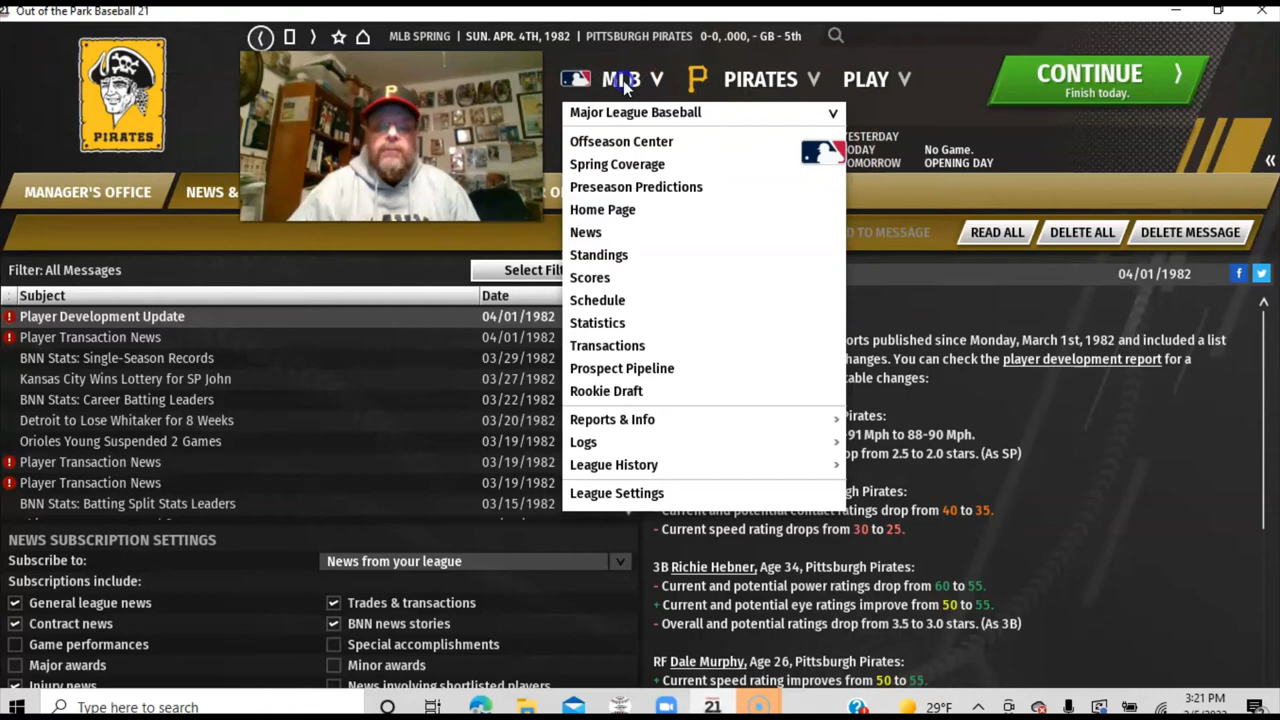 Out of the Park Baseball 21
MLB SPRING | SUN. APR. 4TH, 1982 | PITTSBURGH PIRATES 0-0, .000, - GB - 5th
PIRATES
P
MLB
P PIRATES
PLAY
CONTINUE
Finish today.
Major League Baseball
Offseason Center
Spring Coverage
Preseason Predictions
Home Page
News
Standings
Scores
Schedule
Statistics
Transactions
Prospect Pipeline
Rookie Draft
Reports & Info
Logs
League History
League Settings
YESTERDAY
TODAY No Game.
TOMORROW OPENING DAY
MANAGER'S OFFICE
NEWS &
TO MESSAGE
READ ALL
DELETE ALL
DELETE MESSAGE
Filter: All Messages
Select Filt
04/01/1982
Subject Date
Player Development Update 04/01/1982
Player Transaction News 04/01/1982
BNN Stats: Single-Season Records 03/29/1982
Kansas City Wins Lottery for SP John 03/27/1982
BNN Stats: Career Batting Leaders 03/22/1982
Detroit to Lose Whitaker for 8 Weeks 03/20/1982
Orioles Young Suspended 2 Games 03/19/1982
Player Transaction News 03/19/1982
Player Transaction News 03/19/1982
BNN Stats: Batting Split Stats Leaders 03/15/1982
orts published since Monday, March 1st, 1982 and included a list
changes. You can check the player development report for a
table changes:
Pirates:
-91 Mph to 88-90 Mph.
op from 2.5 to 2.0 stars. (As SP)
gh Pirates:
- Current and potential contact ratings drop from 40 to 35.
- Current speed rating drops from 30 to 25.
3B Richie Hebner, Age 34, Pittsburgh Pirates:
- Current and potential power ratings drop from 60 to 55.
+ Current and potential eye ratings improve from 50 to 55.
- Overall and potential ratings drop from 3.5 to 3.0 stars. (As 3B)
RF Dale Murphy, Age 26, Pittsburgh Pirates:
+ Current speed rating improves from 50 to 55.
NEWS SUBSCRIPTION SETTINGS
Subscribe to: News from your league
Subscriptions include:
General league news Trades & transactions
Contract news BNN news stories
Game performances Special accomplishments
Major awards Minor awards
Injury news News involving shortlisted players
Type here to search
21
29°F
3:21 PM